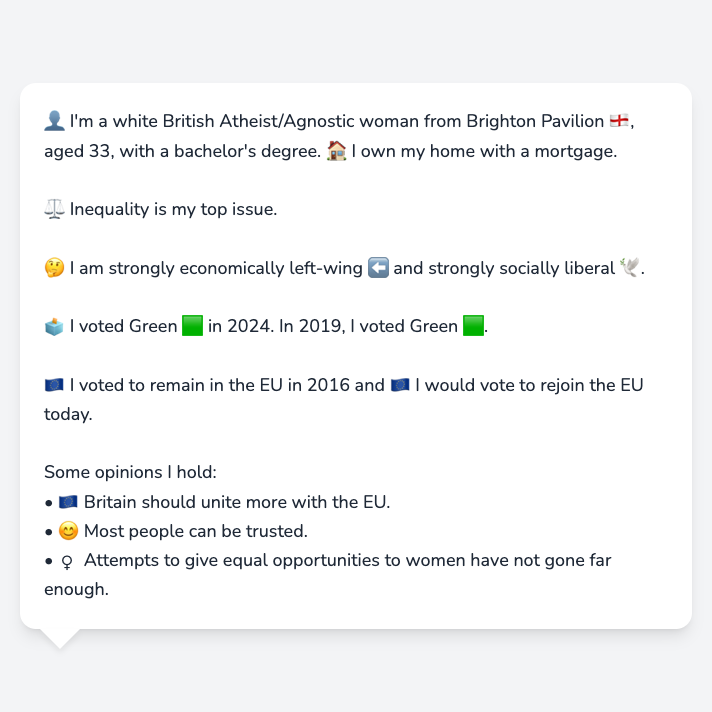 👤 I'm a white British Atheist/Agnostic woman from Brighton Pavilion 🏴󠁧󠁢󠁥󠁮󠁧󠁿,
aged 33, with a bachelor's degree. 🏠 I own my home with a mortgage.
⚖️ Inequality is my top issue.
🤔 I am strongly economically left-wing ⬅️ and strongly socially liberal 🕊️.
🗳️ I voted Green 🟩 in 2024. In 2019, I voted Green 🟩.
🇪🇺 I voted to remain in the EU in 2016 and 🇪🇺 I would vote to rejoin the EU
today.
Some opinions I hold:
• 🇪🇺 Britain should unite more with the EU.
• 😊 Most people can be trusted.
• ♀ Attempts to give equal opportunities to women have not gone far
enough.